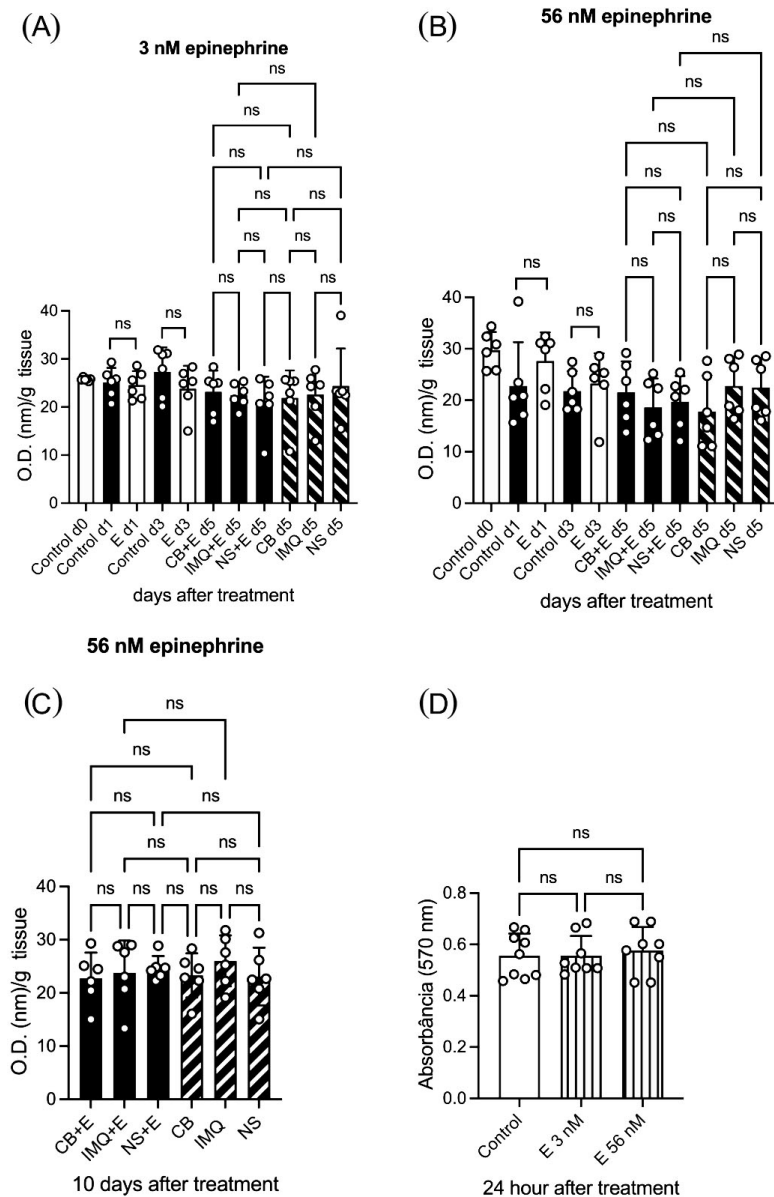 (A)
3 nM epinephrine
ns
ns
ns
ns
ns
ns
ns
ns
ns
ns
ns
ns
ns
O.D. (nm)/g tissue
40
30
20
10
0
Control d0
Control d1
E d1
Control d3
E d3
CB+E d5
IMQ+E d5
NS+E d5
CB d5
IMQ d5
NS d5
days after treatment
(B)
56 nM epinephrine
ns
ns
ns
ns
ns
ns
ns
ns
ns
ns
ns
O.D. (nm)/g tissue
40
30
20
10
0
Control d0
Control d1
E d1
Control d3
E d3
CB+E d5
IMQ+E d5
NS+E d5
CB d5
IMQ d5
NS d5
days after treatment
56 nM epinephrine
(C)
ns
ns
ns
ns
ns
ns
ns
ns
ns
ns
ns
O.D. (nm)/g tissue
40
30
20
10
0
CB+E
IMQ+E
NS+E
CB
IMQ
NS
10 days after treatment
(D)
ns
ns
ns
Absorbância (570 nm)
0.8
0.6
0.4
0.2
0.0
Control
E 3 nM
E 56 nM
24 hour after treatment